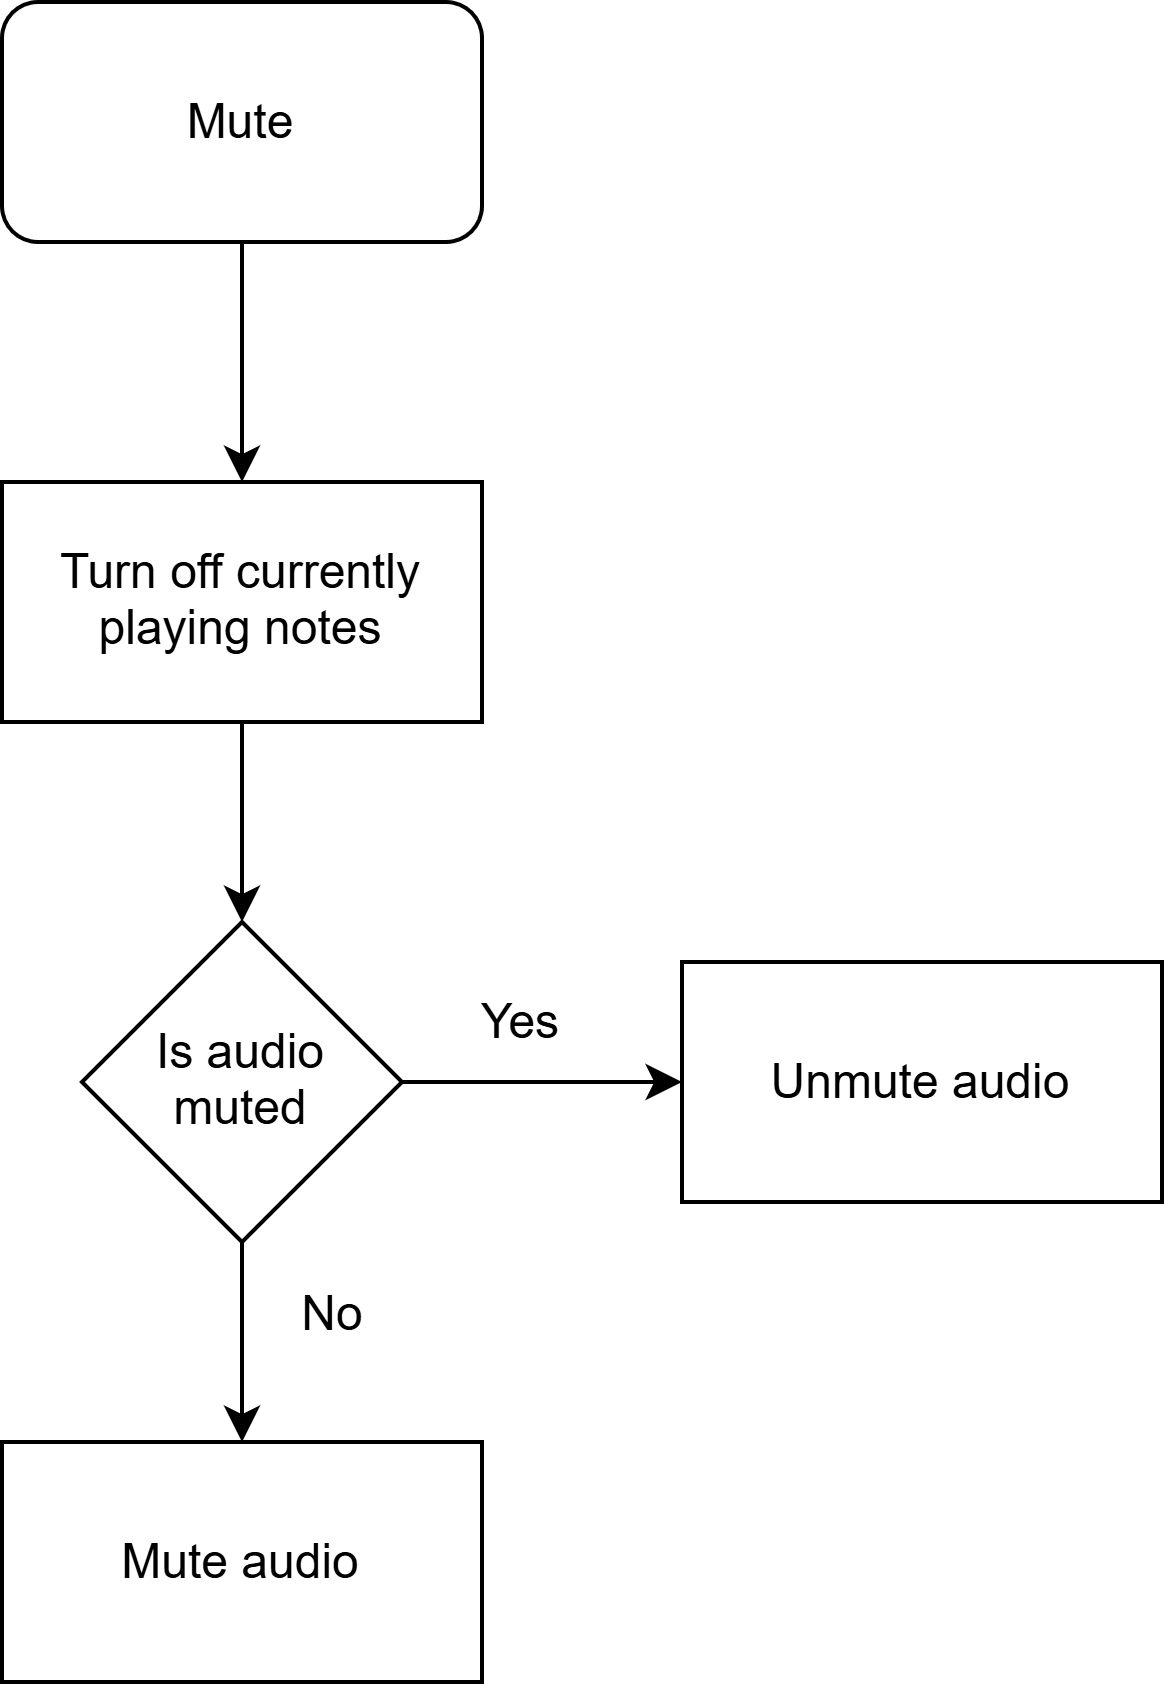 Mute
Turn off currently
playing notes
Is audio
muted
Yes
Unmute audio
No
Mute audio